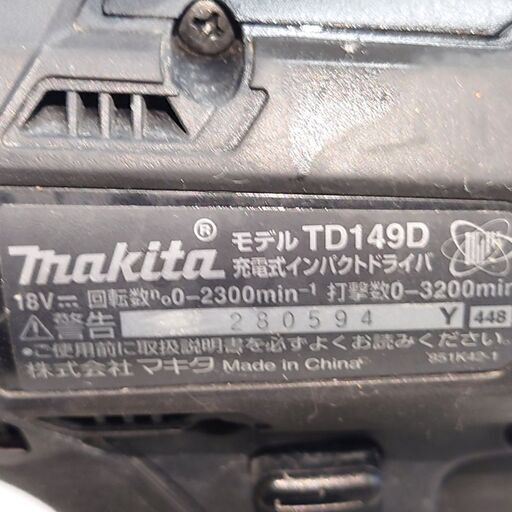 makita® モデル TD149D
充電式インパクトドライバ
18V⎓ 回転数 n₀0-2300min⁻¹ 打撃数0-3200min
⚠警告 280594 Y 448
・ご使用前に取扱説明書を必ずよくお読みください。
株式会社 マキタ Made in China 851K42-1